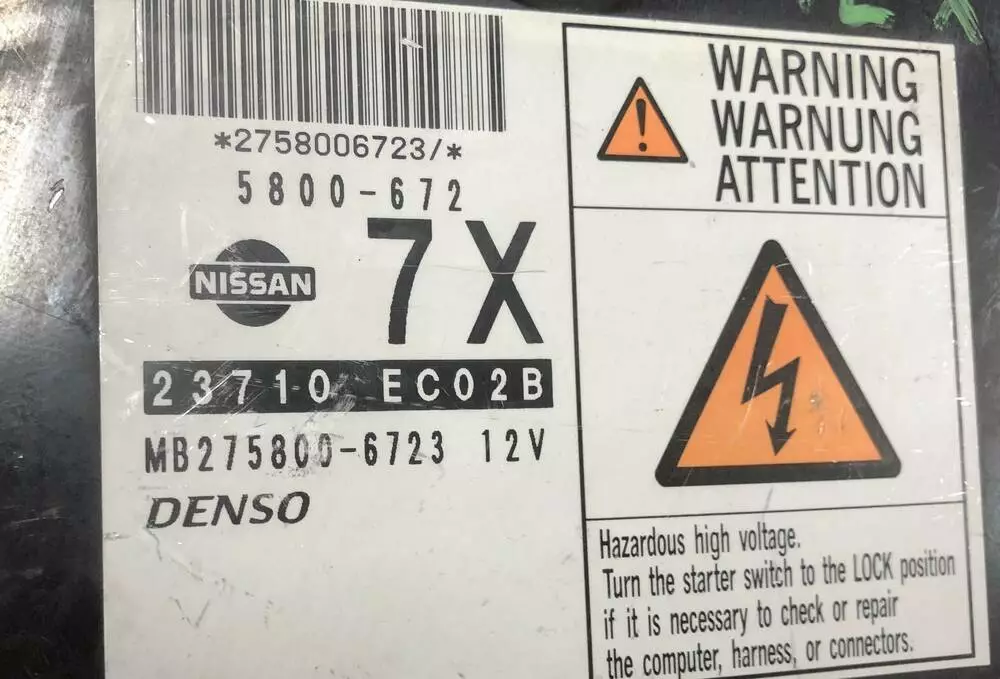 *2758006723/*
5800-672
NISSAN
7X
23710 EC02B
MB275800-6723 12V
DENSO
WARNING
WARNUNG
ATTENTION
Hazardous high voltage.
Turn the starter switch to the LOCK position
if it is necessary to check or repair
the computer, harness, or connectors.